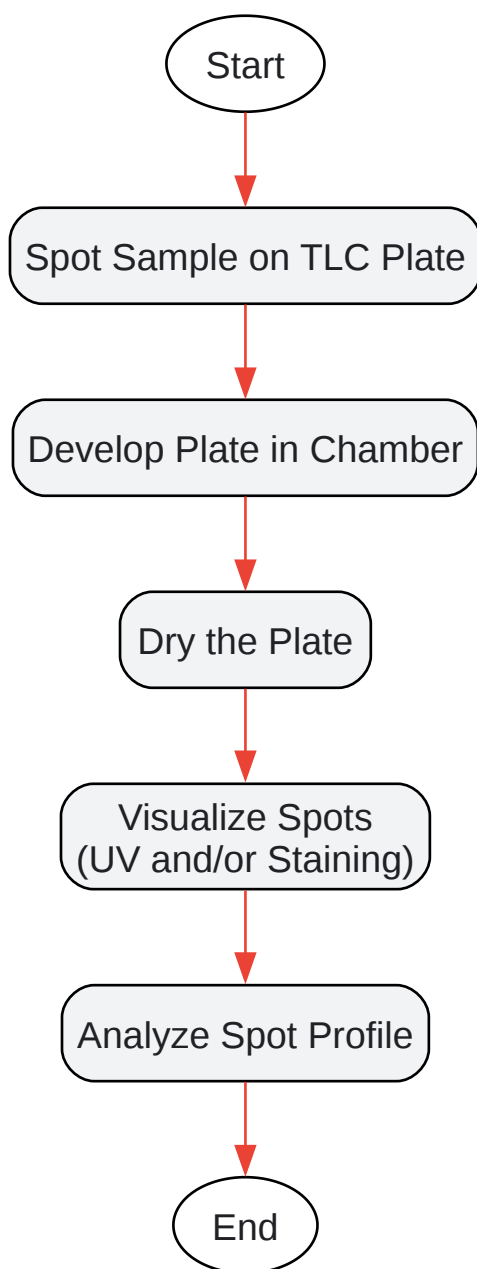 Start
Spot Sample on TLC Plate
Develop Plate in Chamber
Dry the Plate
Visualize Spots
(UV and/or Staining)
Analyze Spot Profile
End